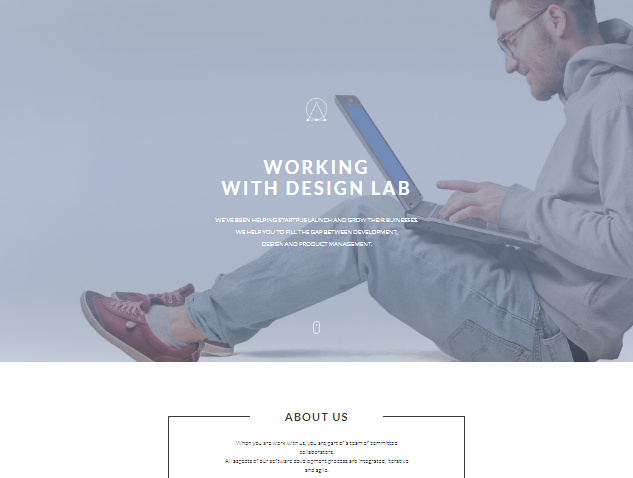 WORKING
WITH DESIGN LAB
WE'VE BEEN HELPING STARTPUS LAUNCH AND GROW THEIR BUSINESSES.
WE HELP YOU TO FILL THE GAP BETWEEN DEVELOPMENT,
DESIGN AND PRODUCT MANAGEMENT.
ABOUT US
When you are work with us, you are part of a team of committed
collaborators.
All aspects of our software development process are integrated, iterative
and agile.